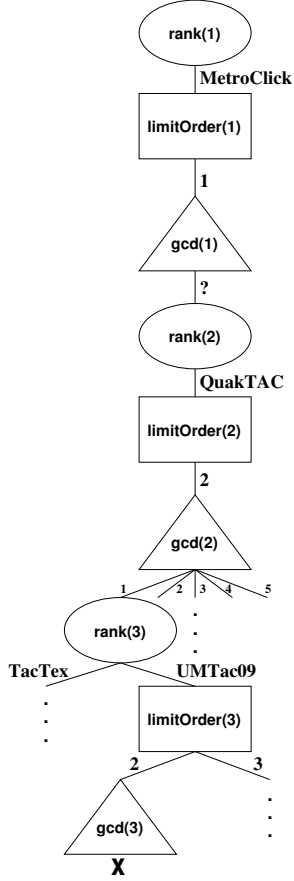 rank(1)
MetroClick
limitOrder(1)
1
gcd(1)
?
rank(2)
QuakTAC
limitOrder(2)
2
gcd(2)
1 2 3 4 5
rank(3)
TacTex UMTac09
limitOrder(3)
2 3
gcd(3)
X